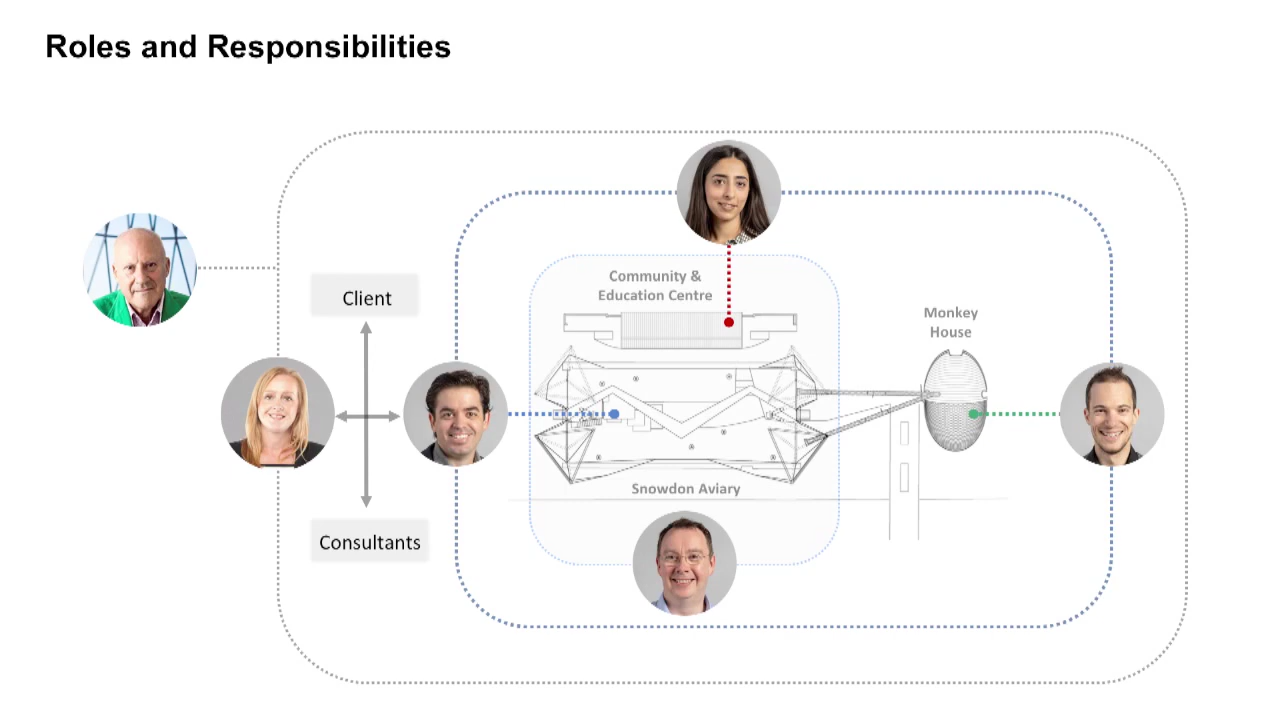 Roles and Responsibilities
Community &
Education Centre
Client
Monkey
House
Snowdon Aviary
Consultants